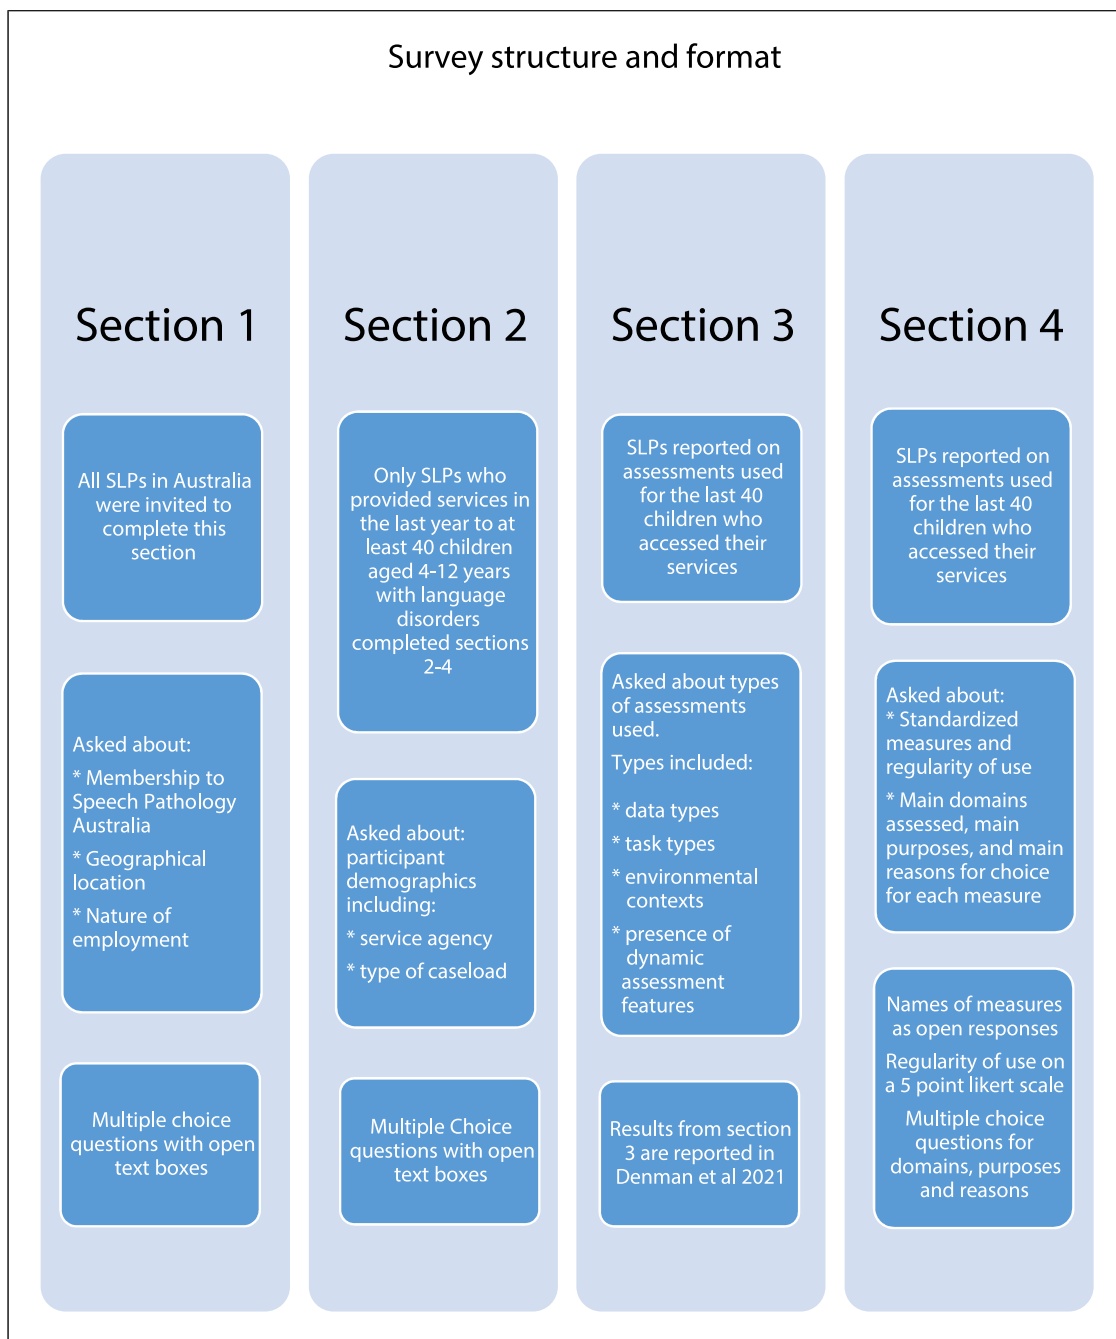 Survey structure and format
Section 1
All SLPs in Australia
were invited to
complete this
section
Asked about:
* Membership to
Speech Pathology
Australia
* Geographical
location
* Nature of
employment
Multiple choice
questions with open
text boxes
Section 2
Only SLPs who
provided services in
the last year to at
least 40 children
aged 4-12 years
with language
disorders
completed sections
2-4
Asked about:
participant
demographics
including:
* service agency
* type of caseload
Multiple Choice
questions with open
text boxes
Section 3
SLPs reported on
assessments used
for the last 40
children who
accessed their
services
Asked about types
of assessments
used.
Types included:
* data types
* task types
* environmental
contexts
* presence of
dynamic
assessment
features
Results from section
3 are reported in
Denman et al 2021
Section 4
SLPs reported on
assessments used
for the last 40
children who
accessed their
services
Asked about:
* Standardized
measures and
regularity of use
* Main domains
assessed, main
purposes, and main
reasons for choice
for each measure
Names of measures
as open responses
Regularity of use on
a 5 point likert scale
Multiple choice
questions for
domains, purposes
and reasons